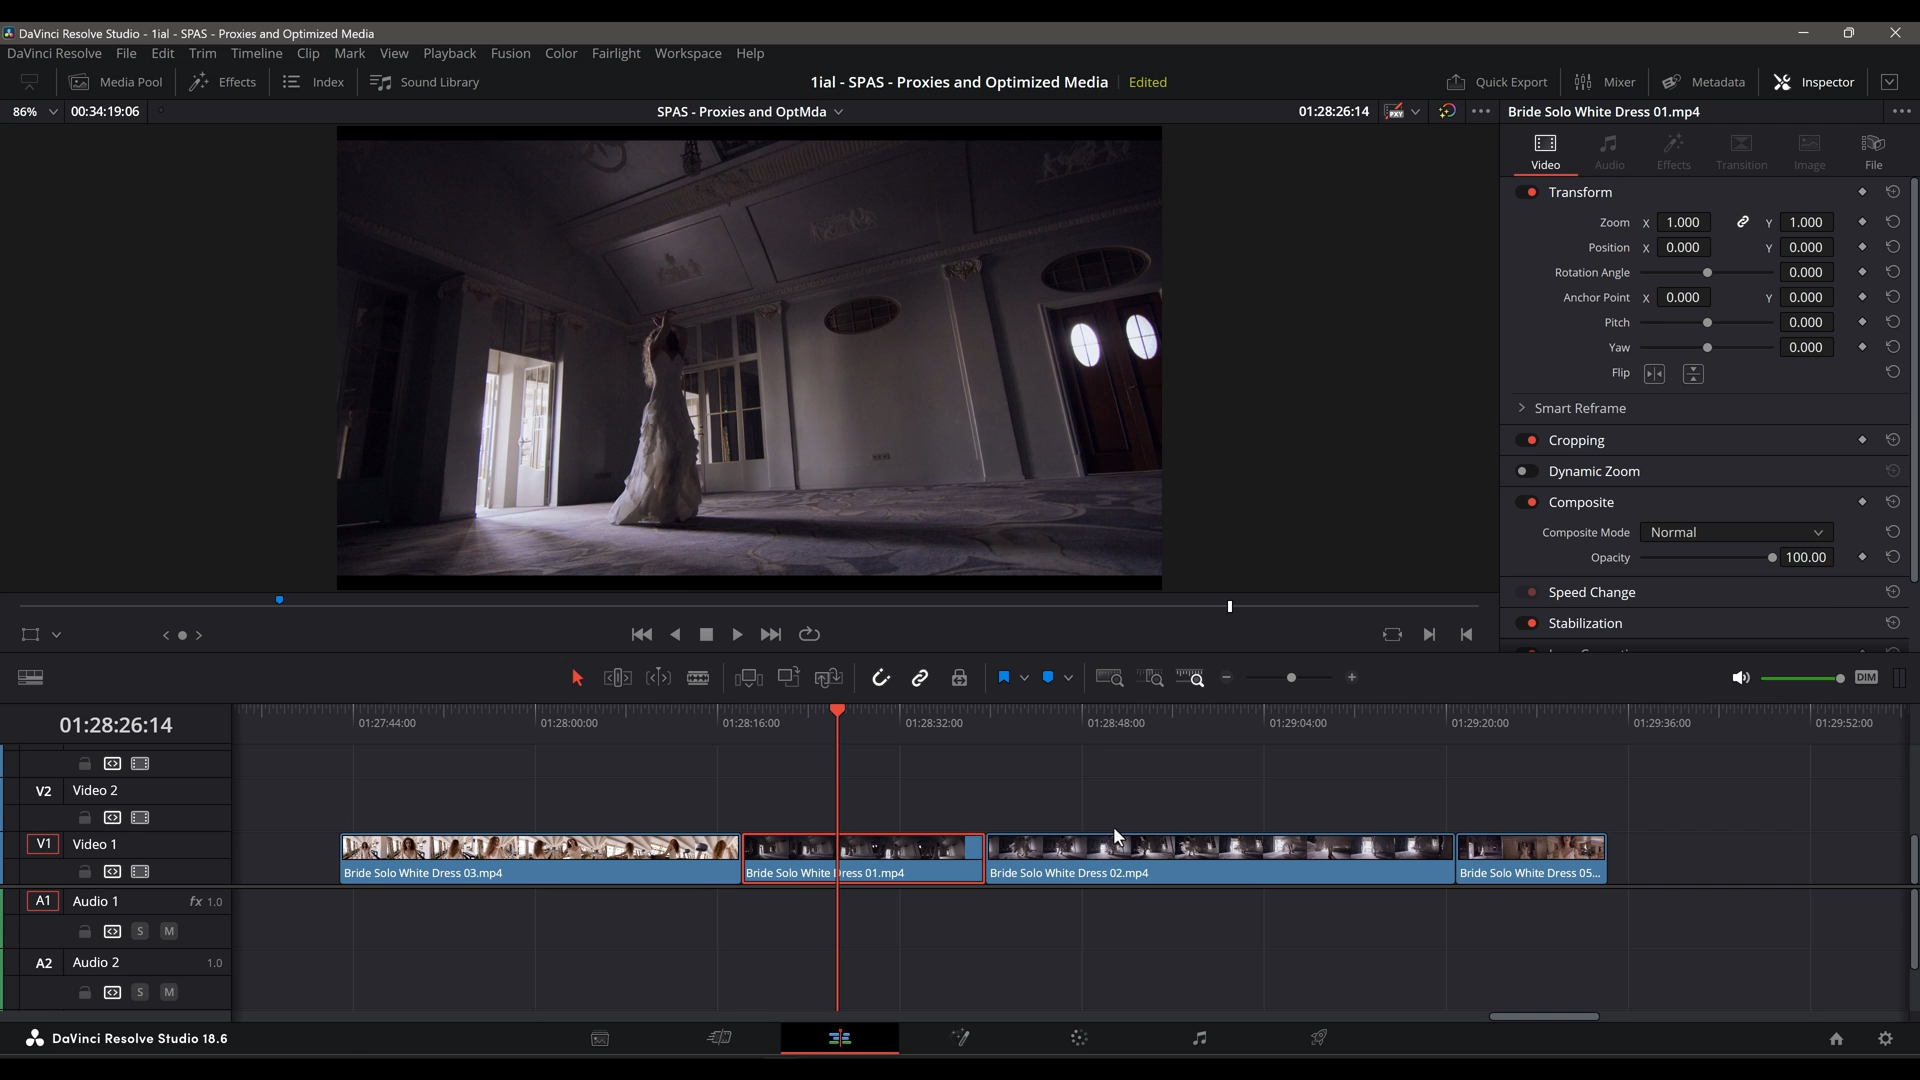 DaVinci Resolve Studio - 1ial - SPAS - Proxies and Optimized Media
DaVinci Resolve File Edit Trim Timeline Clip Mark View Playback Fusion Color Fairlight Workspace Help
Media Pool Effects Index Sound Library
1ial - SPAS - Proxies and Optimized Media Edited
Quick Export Mixer Metadata Inspector
86% 00:34:19:06
SPAS - Proxies and OptMda
01:28:26:14
PXY
Bride Solo White Dress 01.mp4
Video Audio Effects Transition Image File
Transform
Zoom X 1.000 Y 1.000
Position X 0.000 Y 0.000
Rotation Angle 0.000
Anchor Point X 0.000 Y 0.000
Pitch 0.000
Yaw 0.000
Flip
Smart Reframe
Cropping
Dynamic Zoom
Composite
Composite Mode Normal
Opacity 100.00
Speed Change
Stabilization
DIM
01:28:26:14
01:27:44:00 01:28:00:00 01:28:16:00 01:28:32:00 01:28:48:00 01:29:04:00 01:29:20:00 01:29:36:00 01:29:52:00
V2 Video 2
V1 Video 1
Bride Solo White Dress 03.mp4
Bride Solo White Dress 01.mp4
Bride Solo White Dress 02.mp4
Bride Solo White Dress 05...
A1 Audio 1 fx 1.0
S M
A2 Audio 2 1.0
S M
DaVinci Resolve Studio 18.6